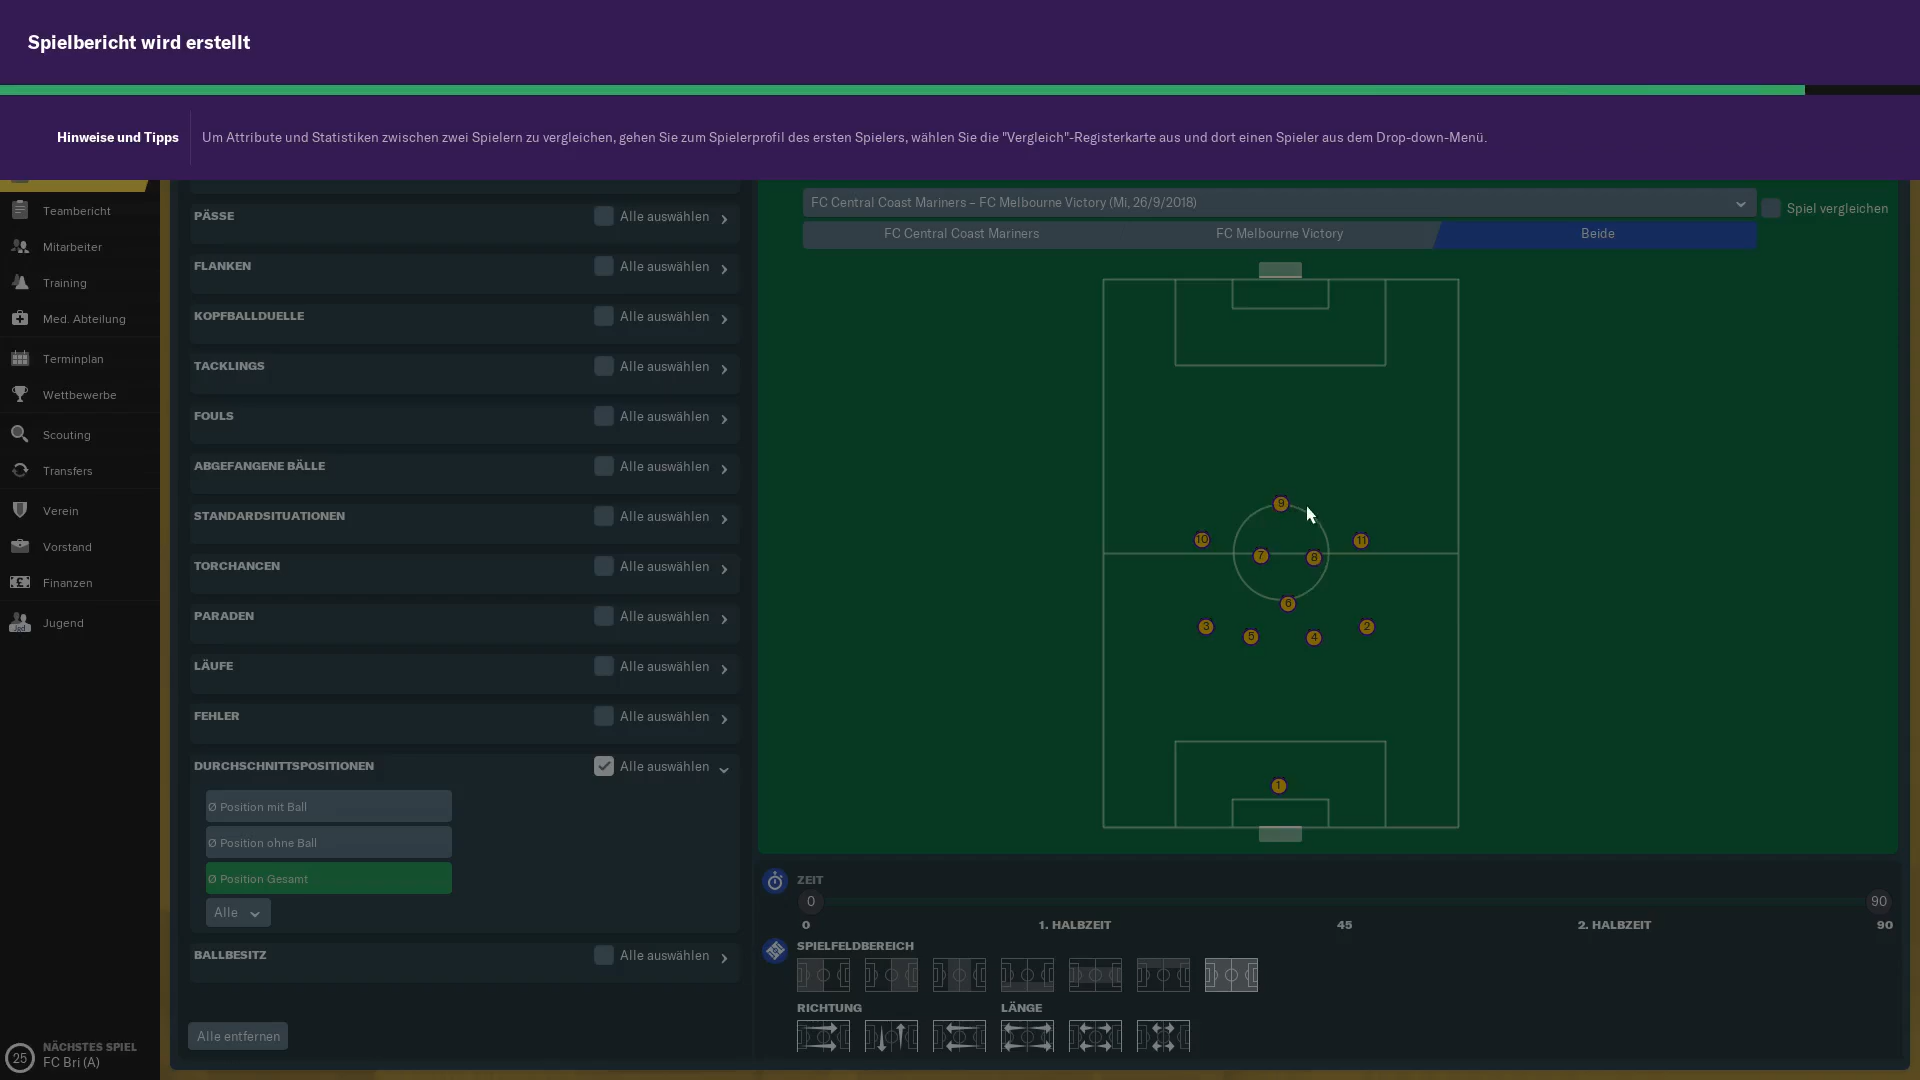 Spielbericht wird erstellt
Hinweise und Tipps
Um Attribute und Statistiken zwischen zwei Spielern zu vergleichen, gehen Sie zum Spielerprofil des ersten Spielers, wählen Sie die "Vergleich"-Registerkarte aus und dort einen Spieler aus dem Drop-down-Menü.
Teambericht
Mitarbeiter
Training
Med. Abteilung
Terminplan
Wettbewerbe
Scouting
Transfers
Verein
Vorstand
Finanzen
Jugend
25
NÄCHSTES SPIEL
FC Bri (A)
PÄSSE Alle auswählen
FLANKEN Alle auswählen
KOPFBALLDUELLE Alle auswählen
TACKLINGS Alle auswählen
FOULS Alle auswählen
ABGEFANGENE BÄLLE Alle auswählen
STANDARDSITUATIONEN Alle auswählen
TORCHANCEN Alle auswählen
PARADEN Alle auswählen
LÄUFE Alle auswählen
FEHLER Alle auswählen
DURCHSCHNITTSPOSITIONEN Alle auswählen
Ø Position mit Ball
Ø Position ohne Ball
Ø Position Gesamt
Alle
BALLBESITZ Alle auswählen
Alle entfernen
FC Central Coast Mariners – FC Melbourne Victory (Mi, 26/9/2018)
Spiel vergleichen
FC Central Coast Mariners FC Melbourne Victory Beide
9
10 11
7 8
6
3 2
5 4
1
ZEIT
0 90
0 1. HALBZEIT 45 2. HALBZEIT 90
SPIELFELDBEREICH
RICHTUNG LÄNGE